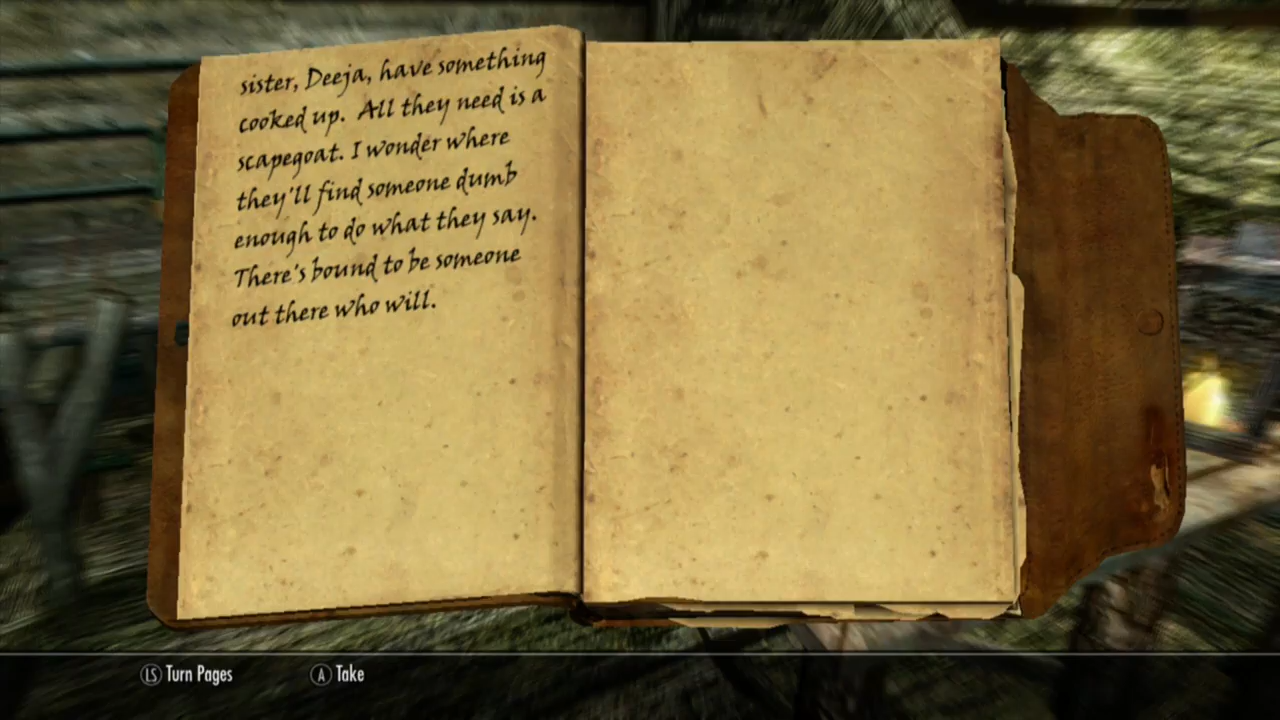 sister, Deeja, have something
cooked up.  All they need is a
scapegoat. I wonder where
they'll find someone dumb
enough to do what they say.
There's bound to be someone
out there who will.
LS Turn Pages
A Take